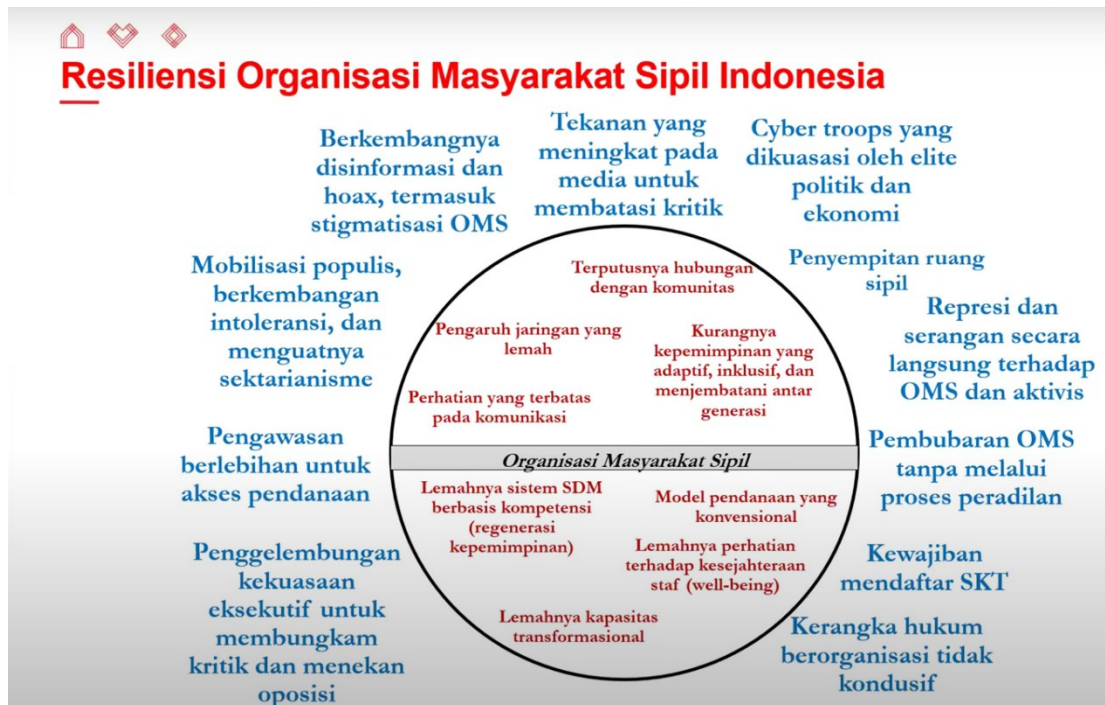 Resiliensi Organisasi Masyarakat Sipil Indonesia
Berkembangnya
disinformasi dan
hoax, termasuk
stigmatisasi OMS
Tekanan yang
meningkat pada
media untuk
membatasi kritik
Cyber troops yang
dikuasasi oleh elite
politik dan
ekonomi
Mobilisasi populis,
berkembangan
intoleransi, dan
menguatnya
sektarianisme
Penyempitan ruang
sipil
Represi dan
serangan secara
langsung terhadap
OMS dan aktivis
Pengawasan
berlebihan untuk
akses pendanaan
Pembubaran OMS
tanpa melalui
proses peradilan
Penggelembungan
kekuasaan
eksekutif untuk
membungkam
kritik dan menekan
oposisi
Kewajiban
mendaftar SKT
Kerangka hukum
berorganisasi tidak
kondusif
Terputusnya hubungan
dengan komunitas
Pengaruh jaringan yang
lemah
Kurangnya
kepemimpinan yang
adaptif, inklusif, dan
menjembatani antar
generasi
Perhatian yang terbatas
pada komunikasi
Organisasi Masyarakat Sipil
Lemahnya sistem SDM
berbasis kompetensi
(regenerasi
kepemimpinan)
Model pendanaan yang
konvensional
Lemahnya perhatian
terhadap kesejahteraan
staf (well-being)
Lemahnya kapasitas
transformasional